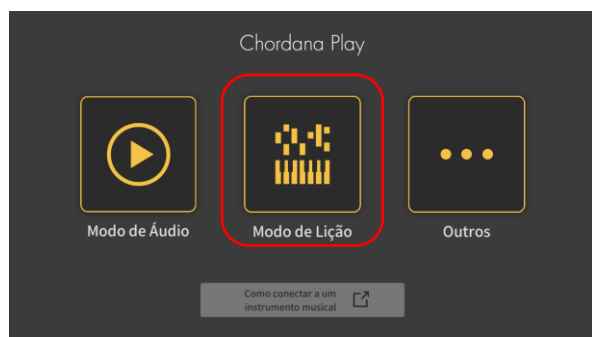 Chordana Play
Modo de Áudio
Modo de Lição
Outros
Como conectar a um
instrumento musical